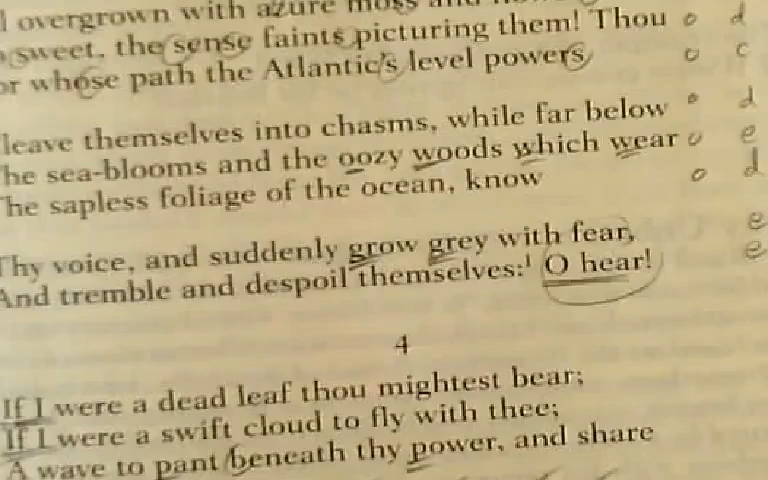 overgrown with azure moss and
sweet, the sense faints picturing them! Thou o d
or whose path the Atlantic's level powers o c
leave themselves into chasms, while far below o d
he sea-blooms and the oozy woods which wear o e
he sapless foliage of the ocean, know o d
Thy voice, and suddenly grow grey with fear, e
And tremble and despoil themselves:¹ O hear! e
4
If I were a dead leaf thou mightest bear;
If I were a swift cloud to fly with thee;
A wave to pant beneath thy power, and share